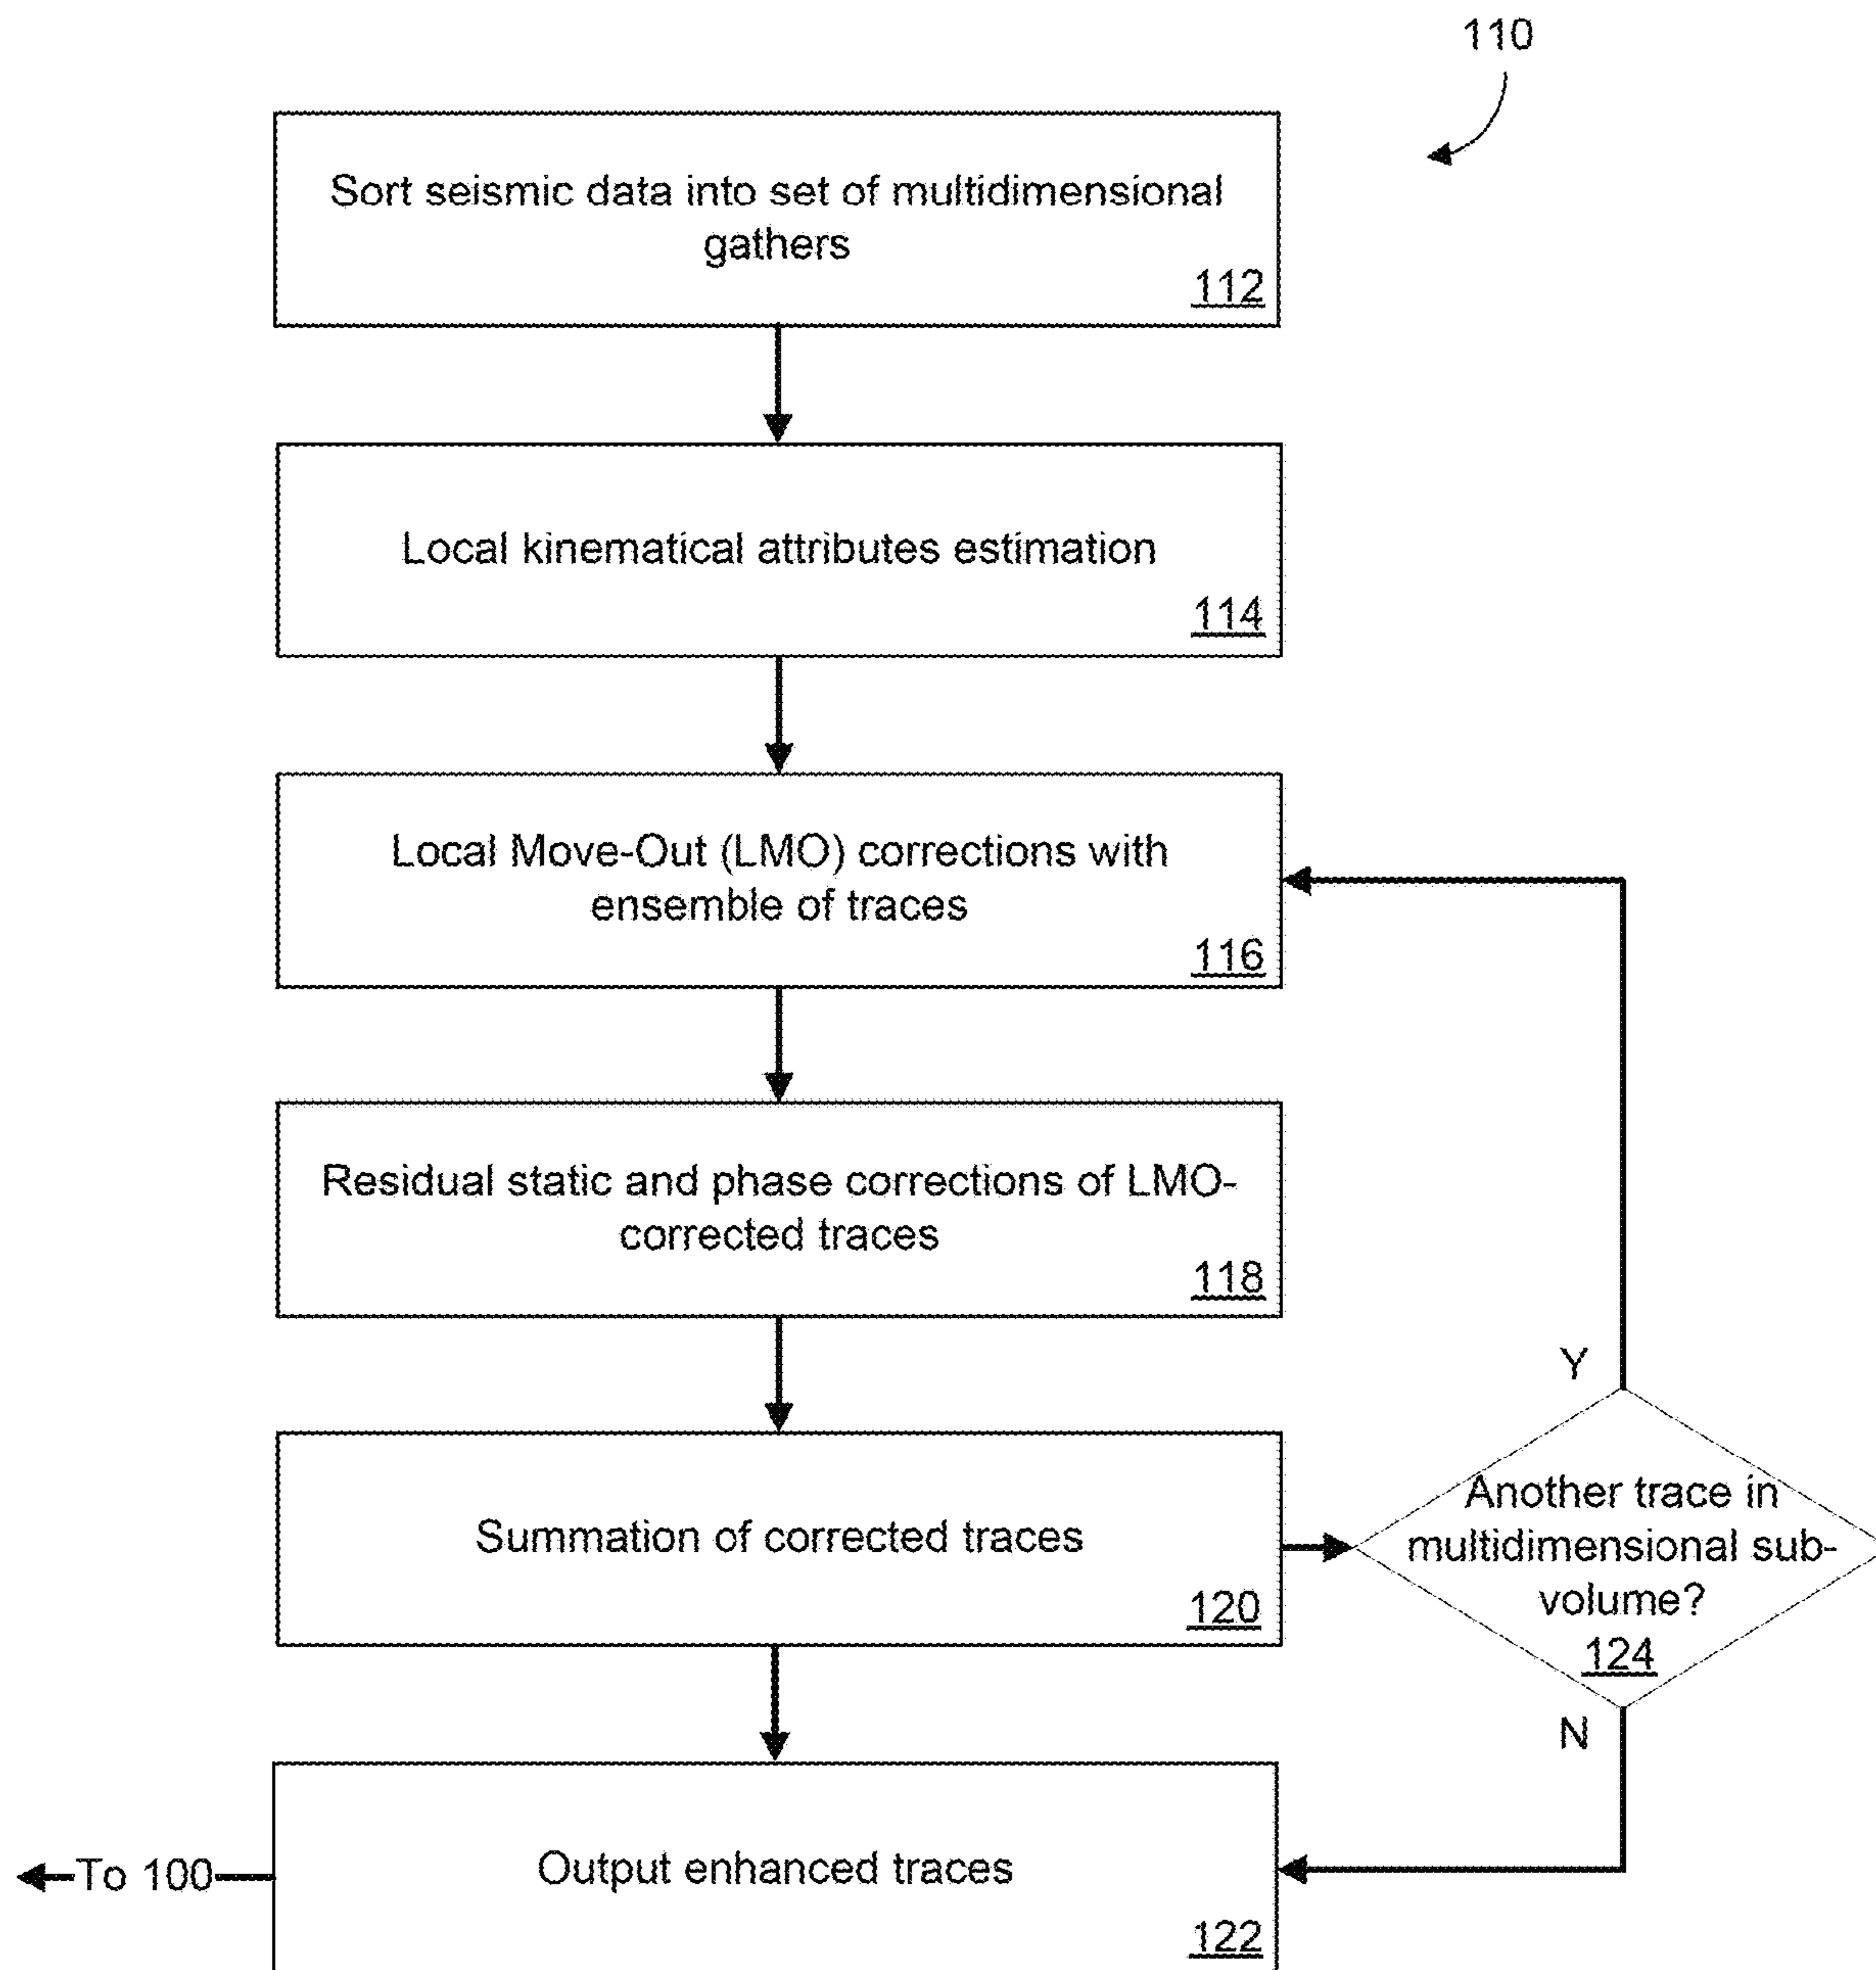 110
Sort seismic data into set of multidimensional
gathers
112
Local kinematical attributes estimation
114
Local Move-Out (LMO) corrections with
ensemble of traces
116
Residual static and phase corrections of LMO-
corrected traces
118
Summation of corrected traces
120
Y
Another trace in
multidimensional sub-
volume?
124
N
Output enhanced traces
122
To 100